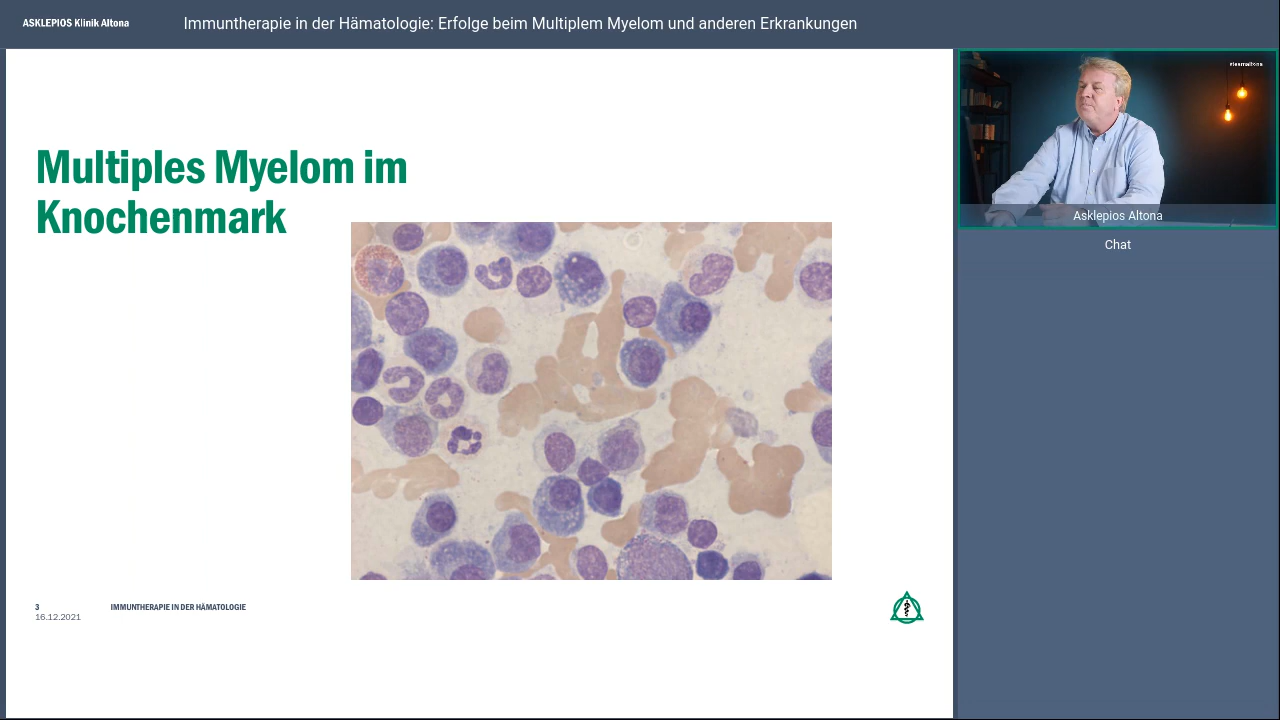 ASKLEPIOS Klinik Altona
Immuntherapie in der Hämatologie: Erfolge beim Multiplem Myelom und anderen Erkrankungen
Multiples Myelom im
Knochenmark
#teamaltona
Asklepios Altona
Chat
3
IMMUNTHERAPIE IN DER HÄMATOLOGIE
16.12.2021